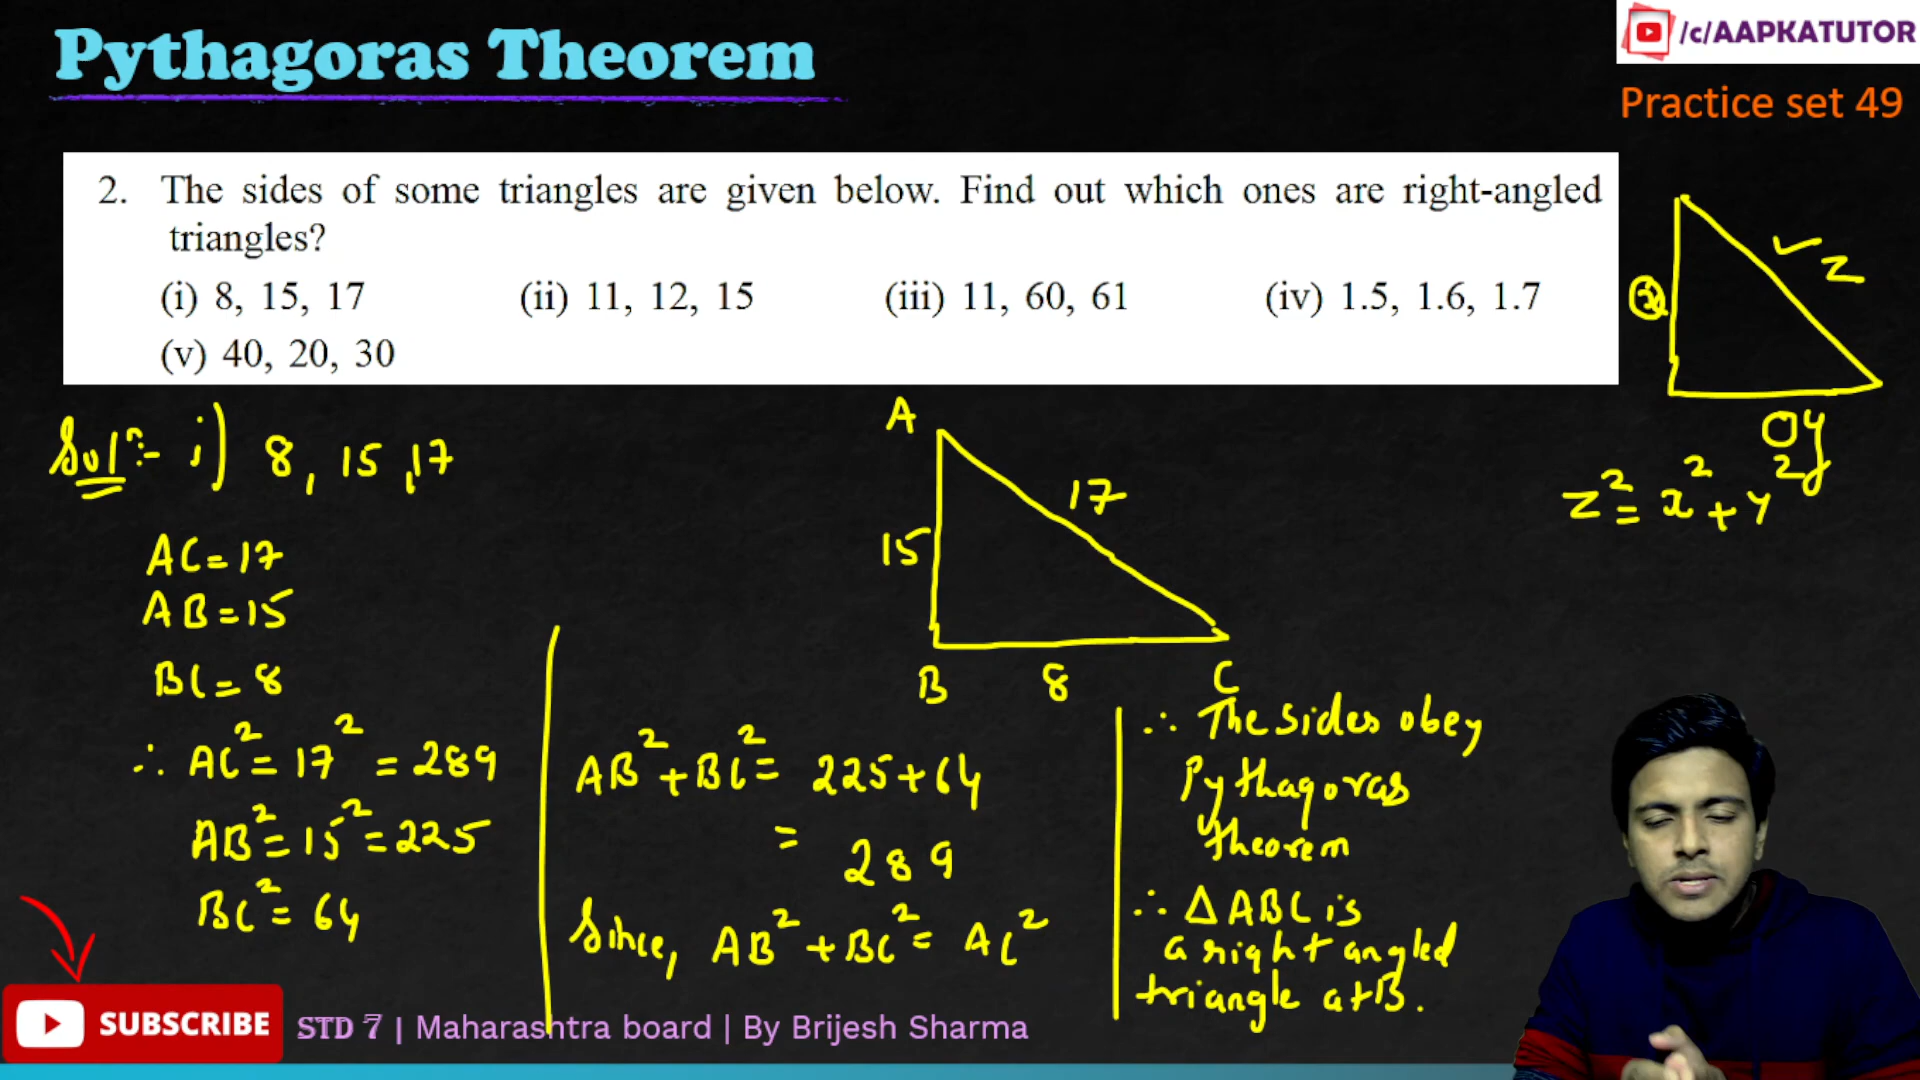 Pythagoras Theorem
/c/AAPKATUTOR
Practice set 49
2. The sides of some triangles are given below. Find out which ones are right-angled
triangles?
(i) 8, 15, 17 (ii) 11, 12, 15 (iii) 11, 60, 61 (iv) 1.5, 1.6, 1.7
(v) 40, 20, 30
z
y
z² = x² + y²
Solⁿ:- i) 8, 15, 17
A
17
15
B 8 C
AC = 17
AB = 15
BC = 8
∴ AC² = 17² = 289
AB² = 15² = 225
BC² = 64
AB² + BC² = 225 + 64
= 289
Since, AB² + BC² = AC²
∴ The sides obey
Pythagoras
theorem
∴ △ABC is
a right angled
triangle at B.
SUBSCRIBE
STD 7 | Maharashtra board | By Brijesh Sharma